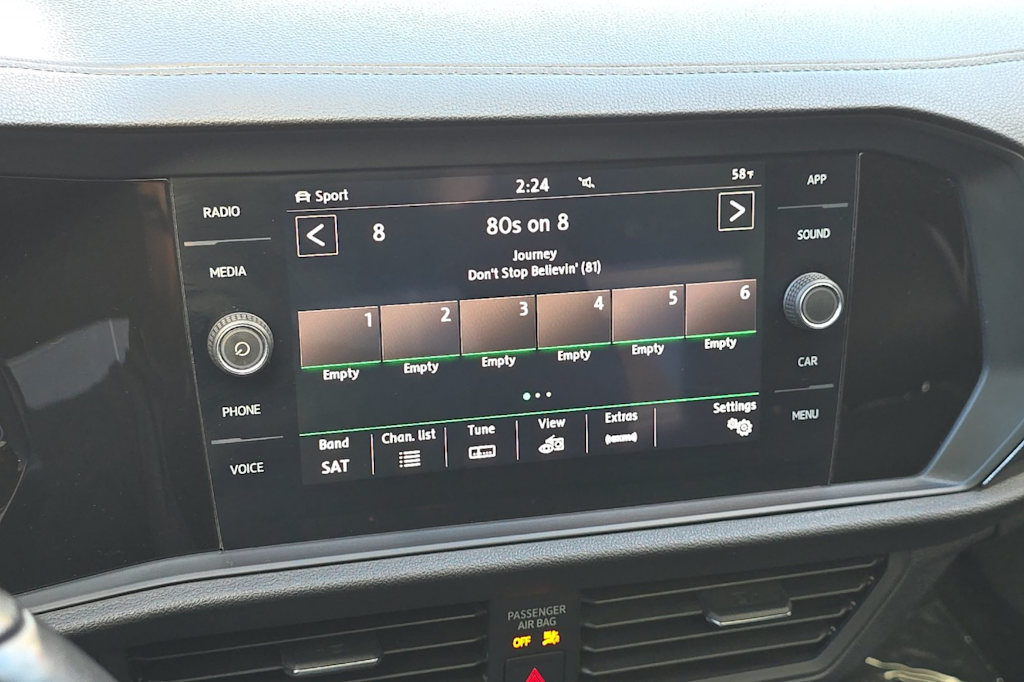 Sport
2:24
58°F
8
80s on 8
Journey
Don't Stop Believin' (81)
1
Empty
2
Empty
3
Empty
4
Empty
5
Empty
6
Empty
Band
SAT
Chan. list
Tune
View
Extras
Settings
RADIO
MEDIA
PHONE
VOICE
APP
SOUND
CAR
MENU
PASSENGER
AIR BAG
OFF